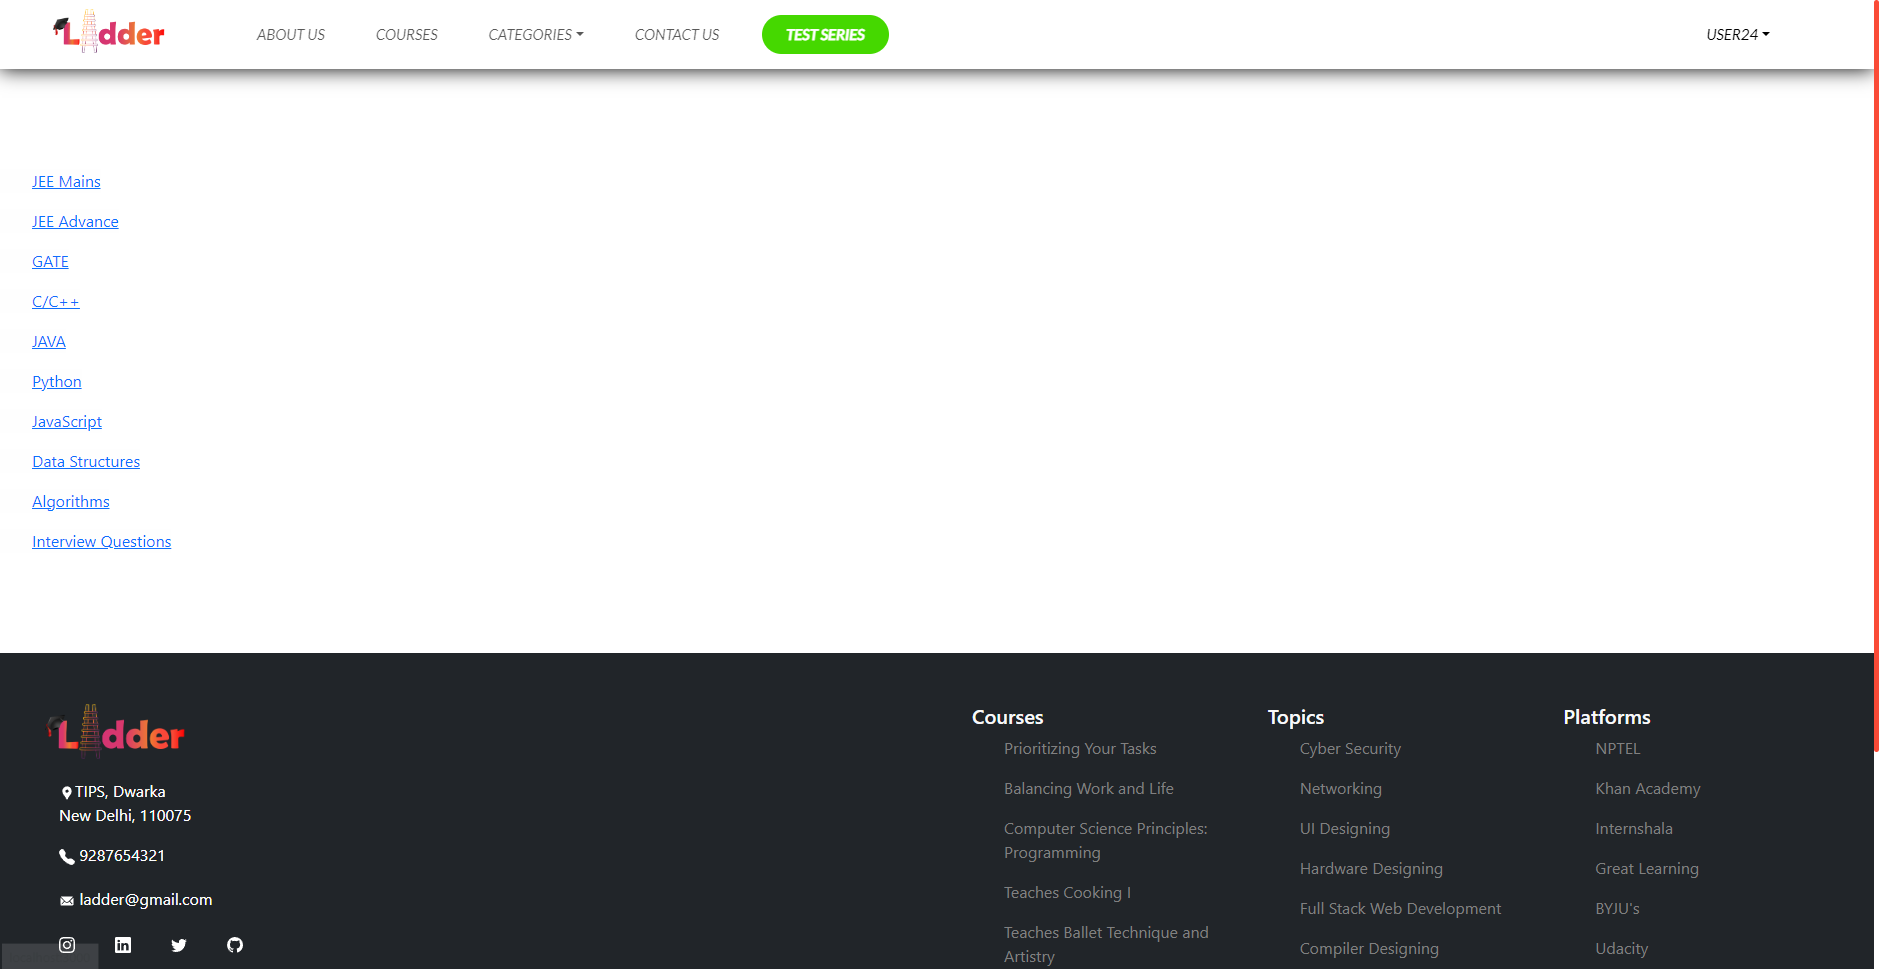 Ladder
ABOUT US
COURSES
CATEGORIES
CONTACT US
TEST SERIES
USER24
JEE Mains
JEE Advance
GATE
C/C++
JAVA
Python
JavaScript
Data Structures
Algorithms
Interview Questions
Ladder
TIPS, Dwarka
New Delhi, 110075
9287654321
ladder@gmail.com
Courses
Prioritizing Your Tasks
Balancing Work and Life
Computer Science Principles:
Programming
Teaches Cooking I
Teaches Ballet Technique and
Artistry
Topics
Cyber Security
Networking
UI Designing
Hardware Designing
Full Stack Web Development
Compiler Designing
Platforms
NPTEL
Khan Academy
Internshala
Great Learning
BYJU's
Udacity